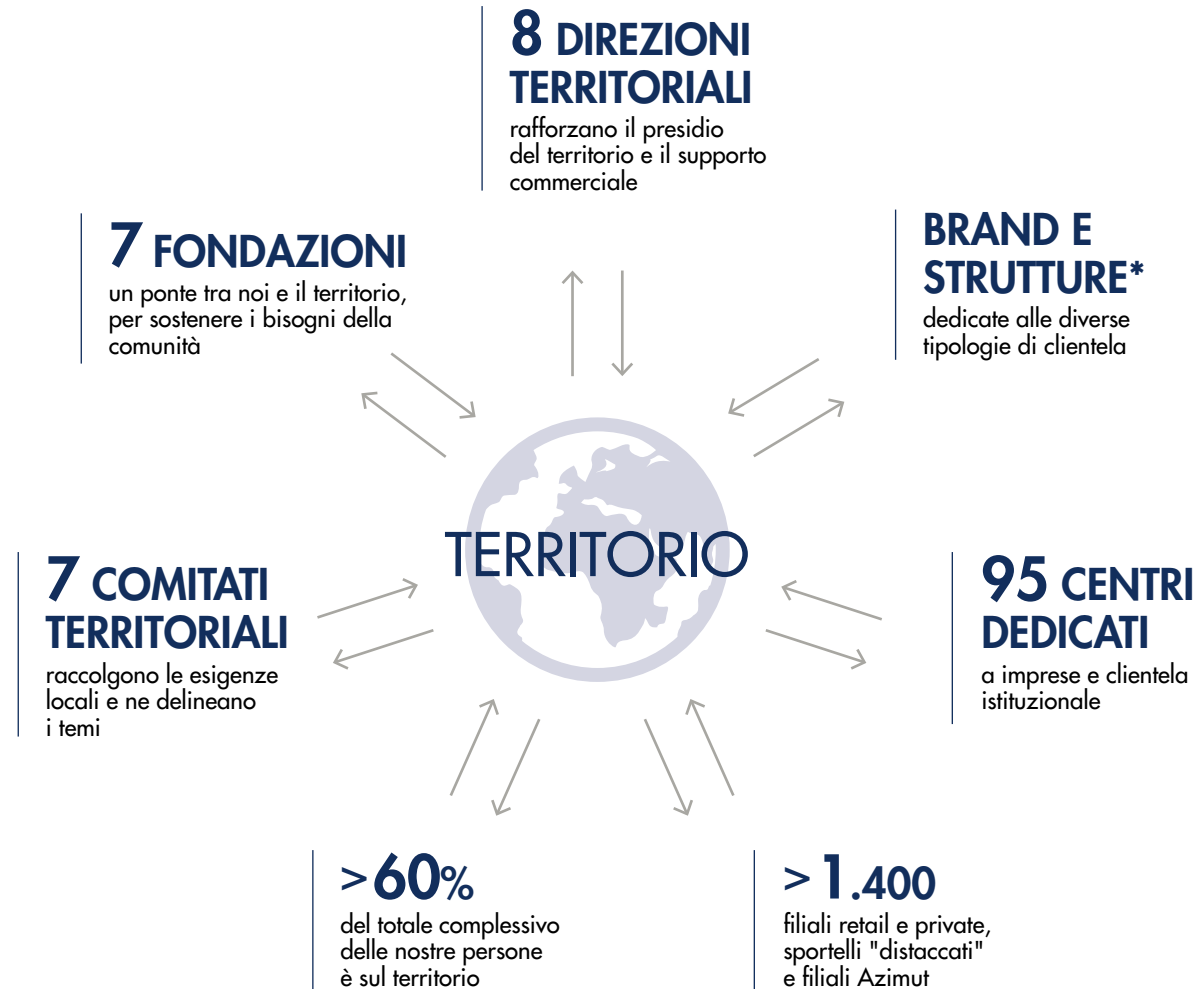 8 DIREZIONI
TERRITORIALI
rafforzano il presidio
del territorio e il supporto
commerciale
7 FONDAZIONI
un ponte tra noi e il territorio,
per sostenere i bisogni della
comunità
BRAND E
STRUTTURE*
dedicate alle diverse
tipologie di clientela
TERRITORIO
7 COMITATI
TERRITORIALI
raccolgono le esigenze
locali e ne delineano
i temi
95 CENTRI
DEDICATI
a imprese e clientela
istituzionale
>60%
del totale complessivo
delle nostre persone
è sul territorio
>1.400
filiali retail e private,
sportelli "distaccati"
e filiali Azimut